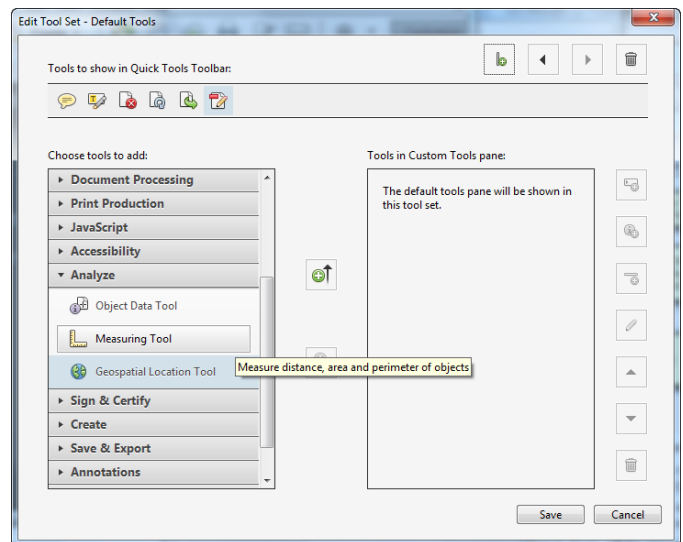 Edit Tool Set - Default Tools
Tools to show in Quick Tools Toolbar:
Choose tools to add:
Tools in Custom Tools pane:
Document Processing
Print Production
JavaScript
Accessibility
Analyze
Object Data Tool
Measuring Tool
Geospatial Location Tool
Measure distance, area and perimeter of objects
Sign & Certify
Create
Save & Export
Annotations
The default tools pane will be shown in
this tool set.
Save
Cancel